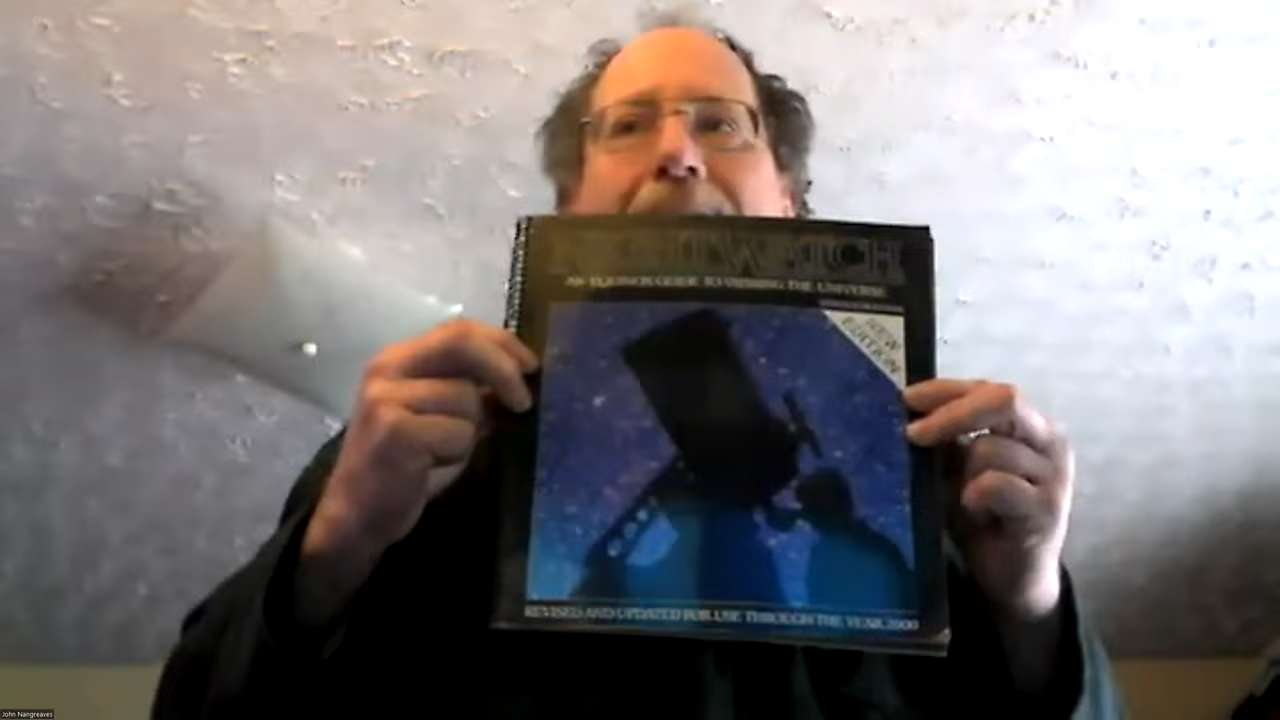 NIGHTWATCH
AN EQUINOX GUIDE TO VIEWING THE UNIVERSE
NEW
EDITION
REVISED AND UPDATED FOR USE THROUGH THE YEAR 2000
John Nangreaves